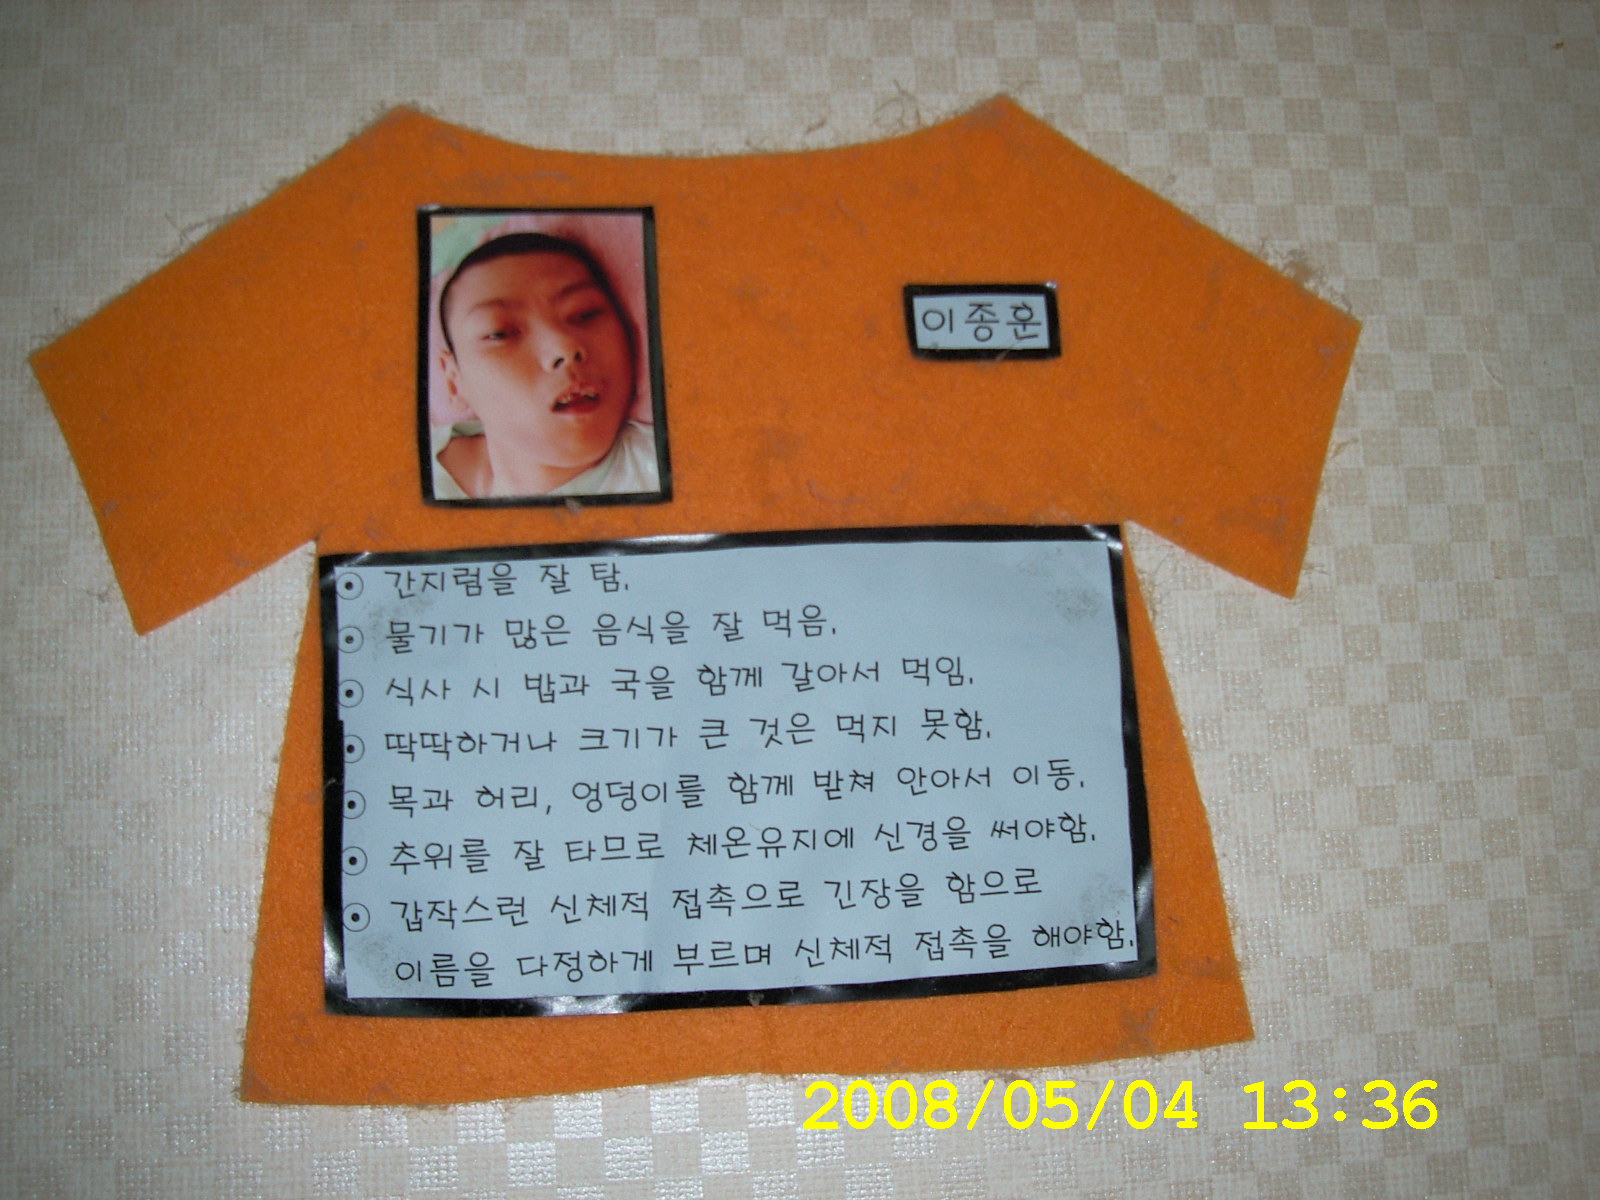 이종훈
간지럼을 잘 탐.
물기가 많은 음식을 잘 먹음.
식사 시 밥과 국을 함께 갈아서 먹임.
딱딱하거나 크기가 큰 것은 먹지 못함.
목과 허리, 엉덩이를 함께 받쳐 안아서 이동.
추위를 잘 타므로 체온유지에 신경을 써야함.
갑작스런 신체적 접촉으로 긴장을 함으로
이름을 다정하게 부르며 신체적 접촉을 해야함.
2008/05/04 13:36